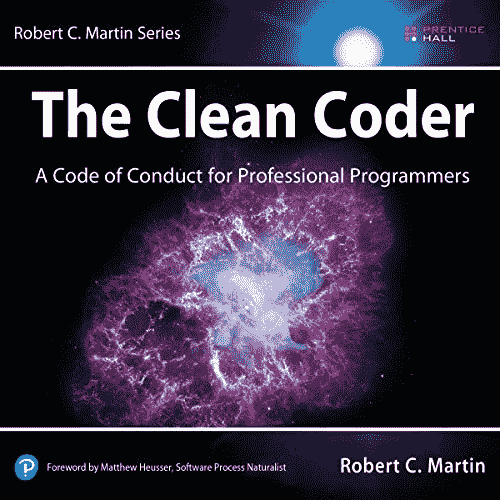 Robert C. Martin Series
PRENTICE
HALL
The Clean Coder
A Code of Conduct for Professional Programmers
P
Foreword by Matthew Heusser, Software Process Naturalist
Robert C. Martin